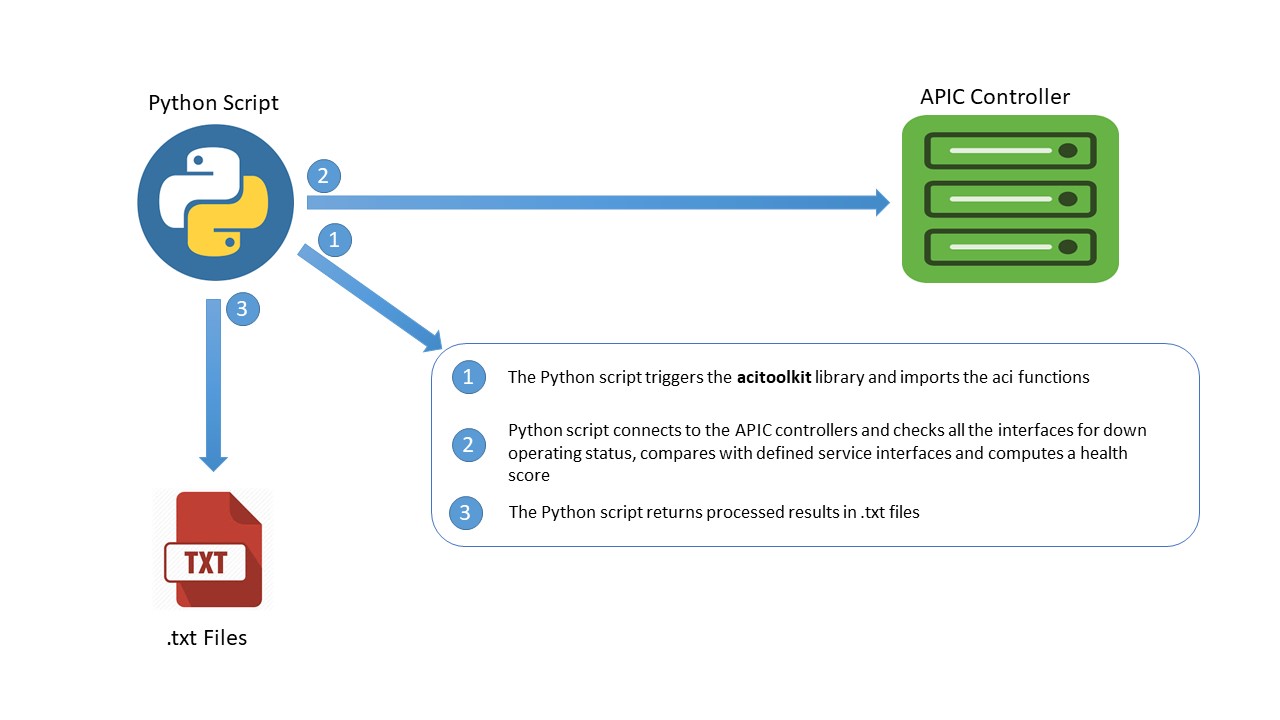 Python Script
APIC Controller
2
1
3
1 The Python script triggers the acitoolkit library and imports the aci functions
2 Python script connects to the APIC controllers and checks all the interfaces for down
operating status, compares with defined service interfaces and computes a health
score
3 The Python script returns processed results in .txt files
TXT
.txt Files